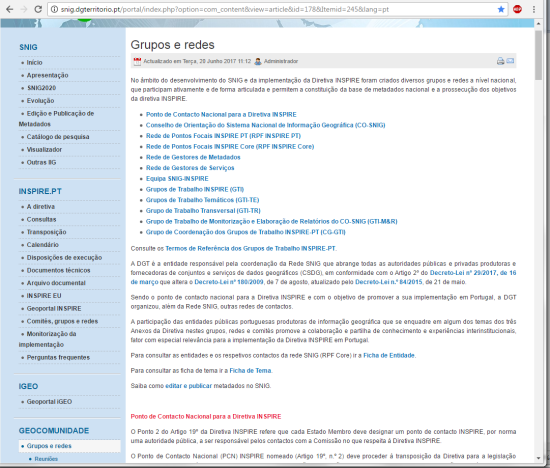 snig.dgterritorio.pt/portal/index.php?option=com_content&view=article&id=178&Itemid=245&lang=pt
SNIG
Início
Apresentação
SNIG2020
Evolução
Edição e Publicação de
Metadados
Catálogo de pesquisa
Visualizador
Outras IIG
INSPIRE.PT
A diretiva
Consultas
Transposição
Calendário
Disposições de execução
Documentos técnicos
Arquivo documental
INSPIRE EU
Geoportal INSPIRE
Comités, grupos e redes
Monitorização da
implementação
Perguntas frequentes
IGEO
Geoportal iGEO
GEOCOMUNIDADE
Grupos e redes
Reuniões
Grupos e redes
Actualizado em Terça, 20 Junho 2017 11:12 Administrador
No âmbito do desenvolvimento do SNIG e da implementação da Diretiva INSPIRE foram criados diversos grupos e redes a nível nacional,
que participam ativamente e de forma articulada e permitem a constituição da base de metadados nacional e a prossecução dos objetivos
da diretiva INSPIRE.
Ponto de Contacto Nacional para a Diretiva INSPIRE
Conselho de Orientação do Sistema Nacional de Informação Geográfica (CO-SNIG)
Rede de Pontos Focais INSPIRE PT (RPF INSPIRE PT)
Rede de Pontos Focais INSPIRE Core (RPF INSPIRE Core)
Rede de Gestores de Metadados
Rede de Gestores de Serviços
Equipa SNIG-INSPIRE
Grupos de Trabalho INSPIRE (GTI)
Grupos de Trabalho Temáticos (GTI-TE)
Grupo de Trabalho Transversal (GTI-TR)
Grupo de Trabalho de Monitorização e Elaboração de Relatórios do CO-SNIG (GTI-M&R)
Grupo de Coordenação dos Grupos de Trabalho INSPIRE-PT (CG-GTI)
Consulte os Termos de Referência dos Grupos de Trabalho INSPIRE-PT.
A DGT é a entidade responsável pela coordenação da Rede SNIG que abrange todas as autoridades públicas e privadas produtoras e
fornecedoras de conjuntos e serviços de dados geográficos (CSDG), em conformidade com o Artigo 2º do Decreto-Lei nº 29/2017, de 16
de março que altera o Decreto-Lei nº 180/2009, de 7 de agosto, atualizado pelo Decreto-Lei n.º 84/2015, de 21 de maio.
Sendo o ponto de contacto nacional para a Diretiva INSPIRE e com o objetivo de promover a sua implementação em Portugal, a DGT
organizou, além da Rede SNIG, outras redes de contactos.
A participação das entidades públicas portuguesas produtoras de informação geográfica que se enquadre em algum dos temas dos três
Anexos da Diretiva nestes grupos, redes e comités promove a colaboração e partilha de conhecimento e experiências interinstitucionais,
fator com especial relevância para a implementação da Diretiva INSPIRE em Portugal.
Para consultar as entidades e os respetivos contactos da rede SNIG (RPF Core) ir a Ficha de Entidade.
Para consultar as ficha de tema ir a Ficha de Tema.
Saiba como editar e publicar metadados no SNIG.
Ponto de Contacto Nacional para a Diretiva INSPIRE
O Ponto 2 do Artigo 19º da Diretiva INSPIRE refere que cada Estado Membro deve designar um ponto de contacto INSPIRE, por norma
uma autoridade pública, a ser responsável pelos contactos com a Comissão no que respeita à Diretiva INSPIRE.
O Ponto de Contacto Nacional (PCN) INSPIRE nomeado (Artigo 19º, n.º 2) deve proceder à transposição da Diretiva para a legislação